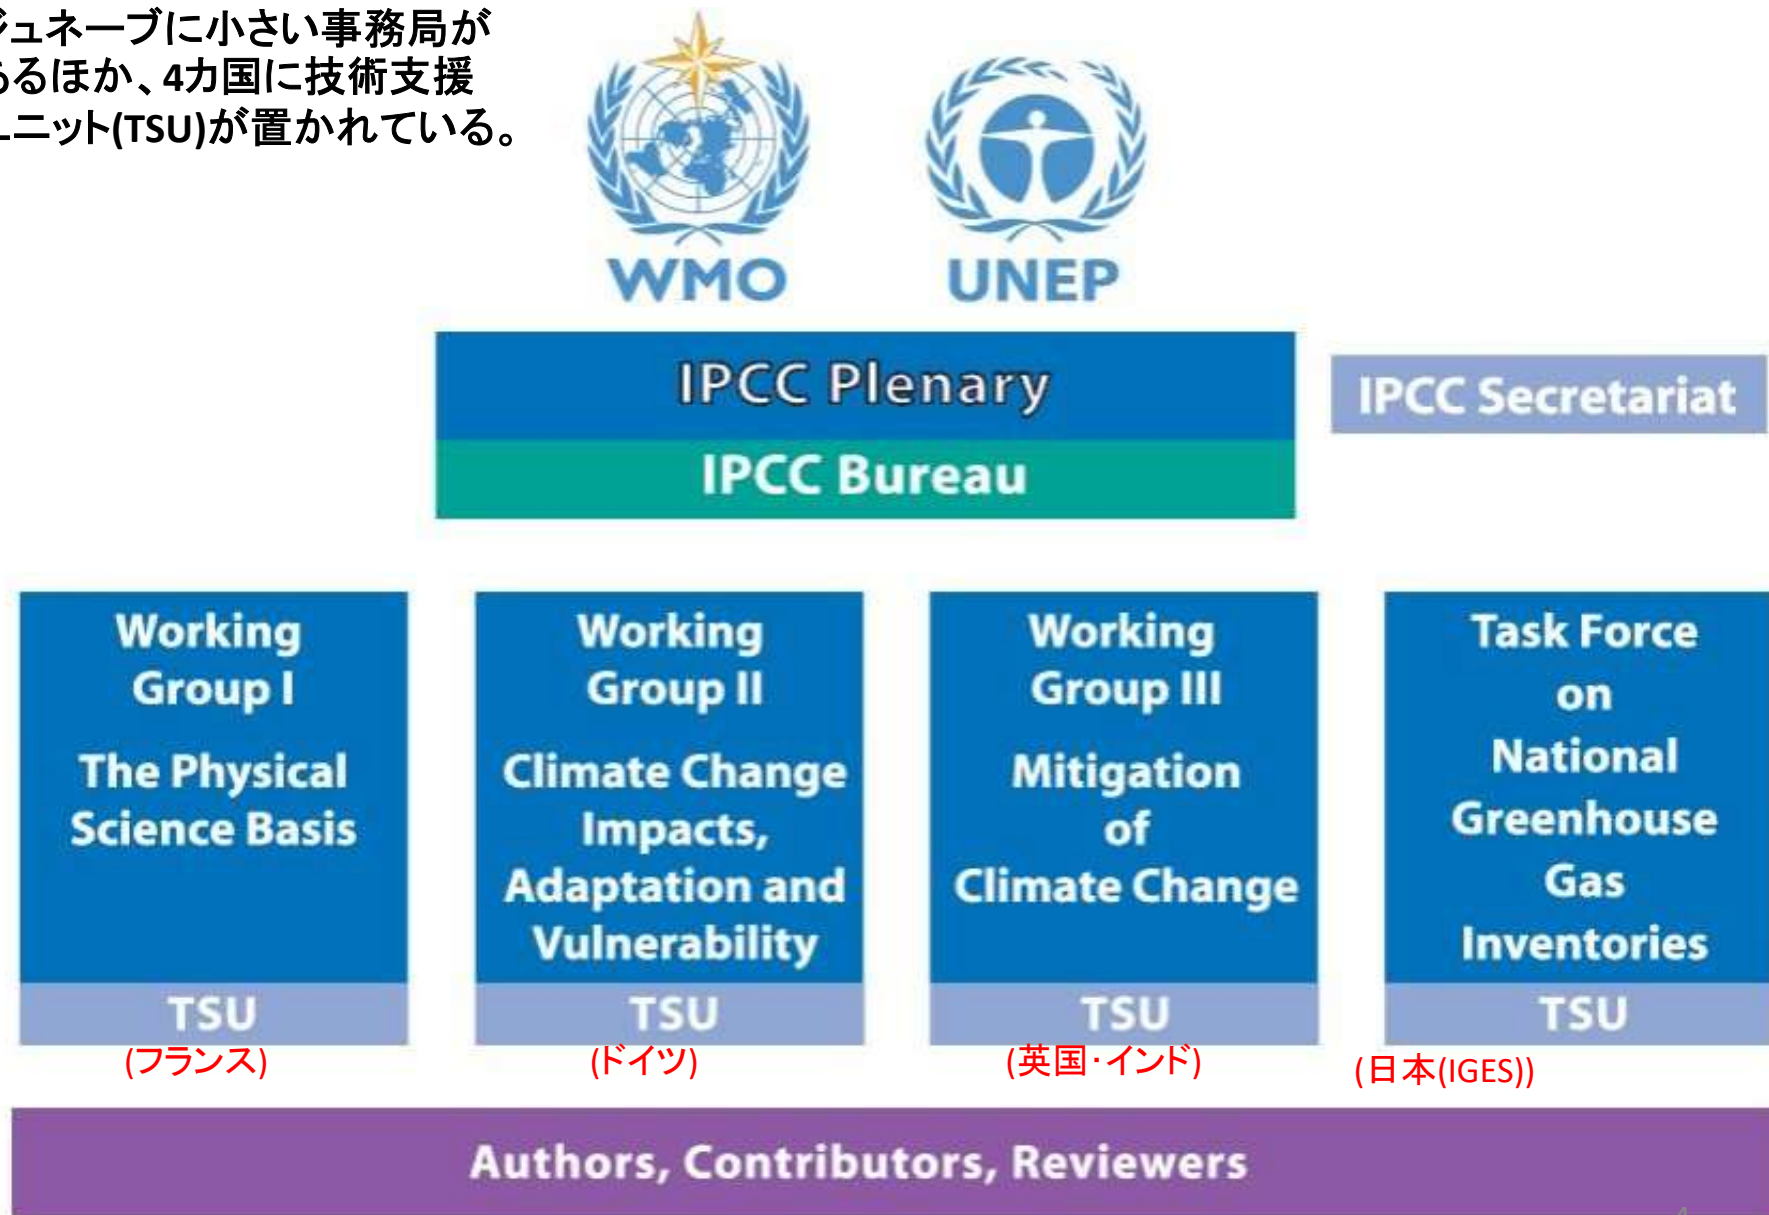 ジュネーブに小さい事務局が
あるほか、4カ国に技術支援
ユニット(TSU)が置かれている。
WMO
UNEP
IPCC Plenary
IPCC Secretariat
IPCC Bureau
Working
Group I
The Physical
Science Basis
TSU
(フランス)
Working
Group II
Climate Change
Impacts,
Adaptation and
Vulnerability
TSU
(ドイツ)
Working
Group III
Mitigation
of
Climate Change
TSU
(英国・インド)
Task Force
on
National
Greenhouse
Gas
Inventories
TSU
(日本(IGES))
Authors, Contributors, Reviewers